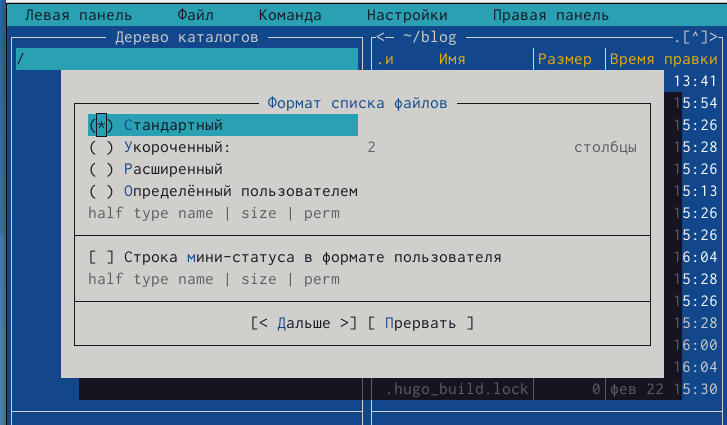 Левая панель Файл Команда Настройки Правая панель
Дерево каталогов
<— ~/blog .[^]>
/
.и Имя Размер Время правки
13:41
Формат списка файлов
15:54
(*) Стандартный
15:26
( ) Укороченный: 2 столбцы
15:28
( ) Расширенный
15:26
( ) Определённый пользователем
15:13
half type name | size | perm
15:26
15:26
[ ] Строка мини-статуса в формате пользователя
16:04
half type name | size | perm
15:28
15:26
[< Дальше >] [ Прервать ]
15:28
16:00
16:04
.hugo_build.lock 0 фев 22 15:30